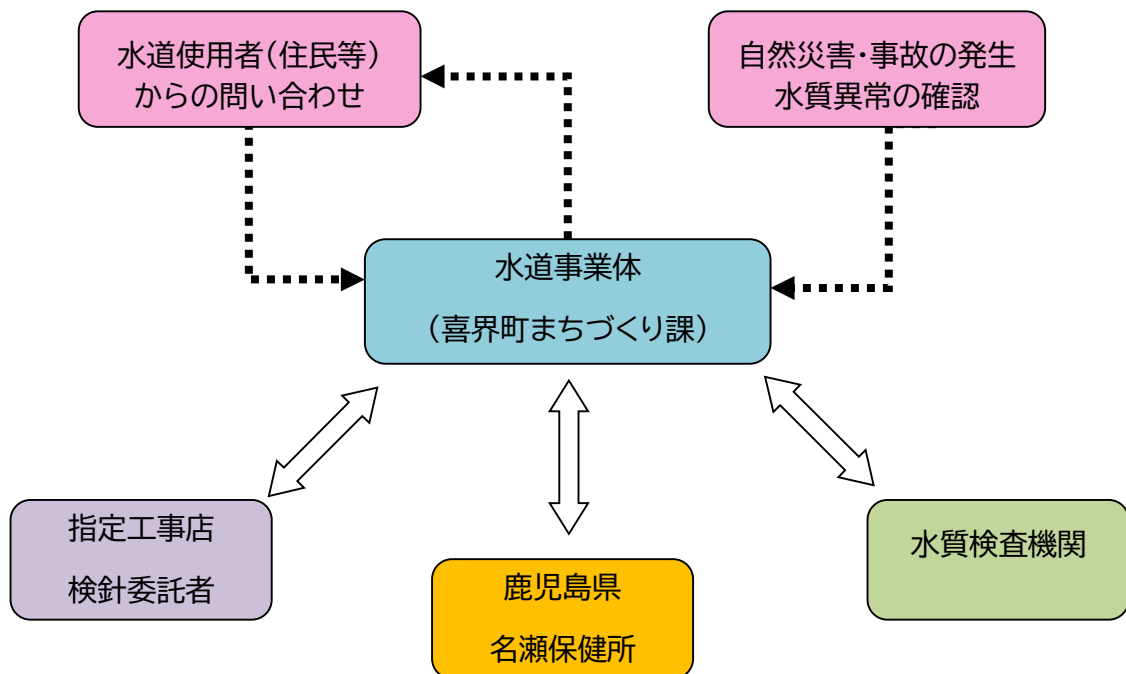 水道使用者（住民等）
からの問い合わせ
自然災害・事故の発生
水質異常の確認
水道事業体
（喜界町まちづくり課）
指定工事店
検針委託者
鹿児島県
名瀬保健所
水質検査機関